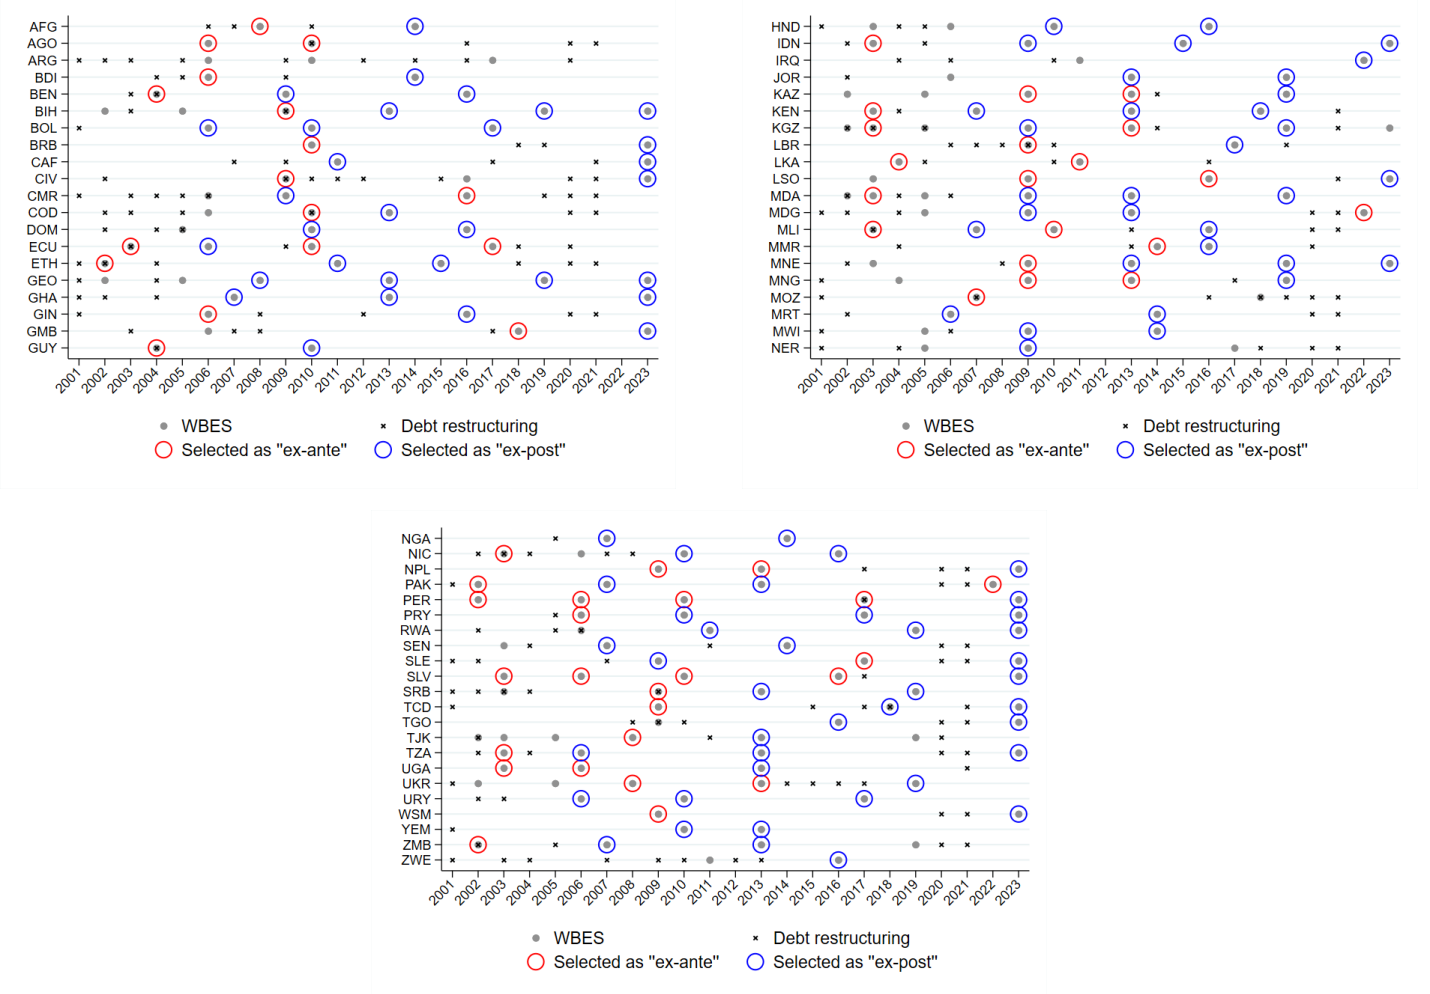 AFG
AGO
ARG
BDI
BEN
BIH
BOL
BRB
CAF
CIV
CMR
COD
DOM
ECU
ETH
GEO
GHA
GIN
GMB
GUY
2001 2002 2003 2004 2005 2006 2007 2008 2009 2010 2011 2012 2013 2014 2015 2016 2017 2018 2019 2020 2021 2022 2023
WBES Debt restructuring
Selected as "ex-ante" Selected as "ex-post"
HND
IDN
IRQ
JOR
KAZ
KEN
KGZ
LBR
LKA
LSO
MDA
MDG
MLI
MMR
MNE
MNG
MOZ
MRT
MWI
NER
2001 2002 2003 2004 2005 2006 2007 2008 2009 2010 2011 2012 2013 2014 2015 2016 2017 2018 2019 2020 2021 2022 2023
WBES Debt restructuring
Selected as "ex-ante" Selected as "ex-post"
NGA
NIC
NPL
PAK
PER
PRY
RWA
SEN
SLE
SLV
SRB
TCD
TGO
TJK
TZA
UGA
UKR
URY
WSM
YEM
ZMB
ZWE
2001 2002 2003 2004 2005 2006 2007 2008 2009 2010 2011 2012 2013 2014 2015 2016 2017 2018 2019 2020 2021 2022 2023
WBES Debt restructuring
Selected as "ex-ante" Selected as "ex-post"